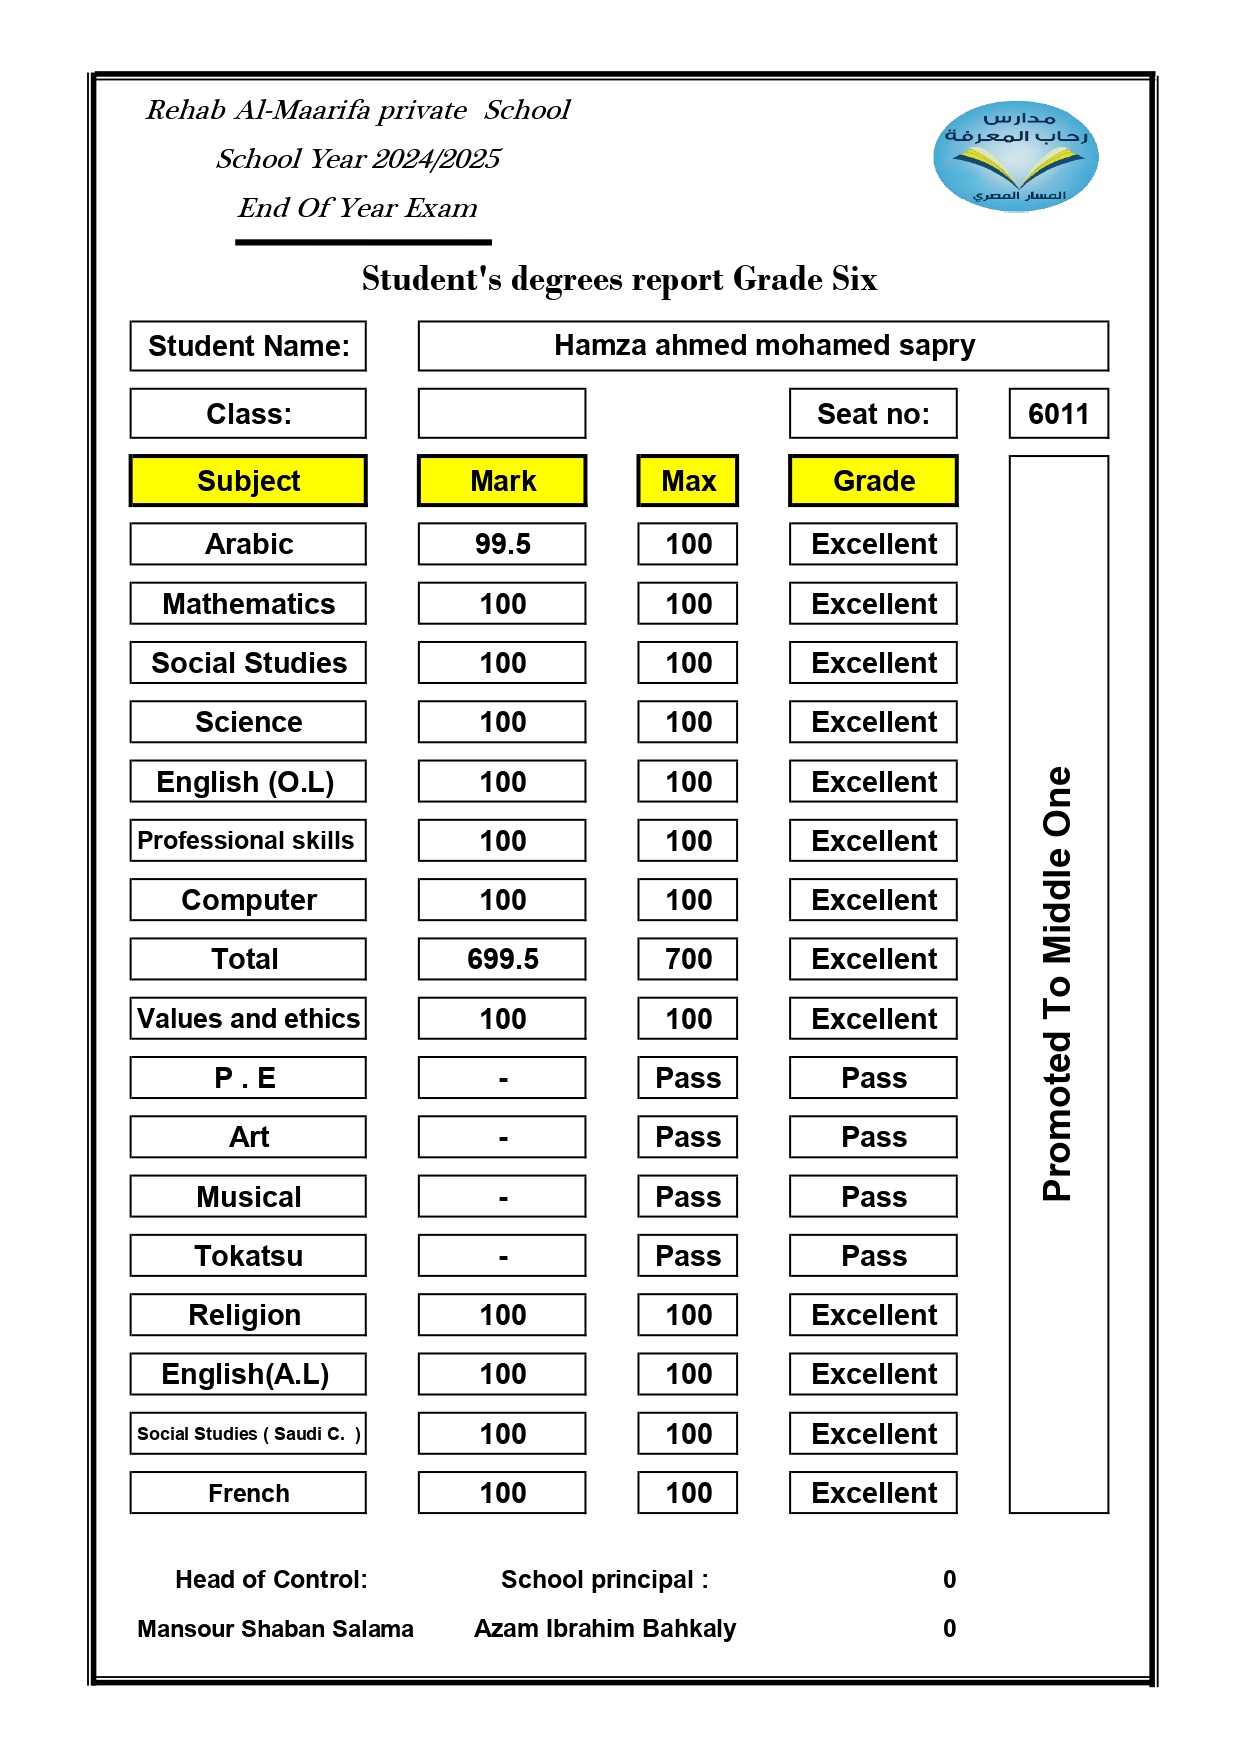 Rehab Al-Maarifa private School
School Year 2024/2025
End Of Year Exam
مدارس
رحاب المعرفة
المسار المصري
Student's degrees report Grade Six
Student Name: Hamza ahmed mohamed sapry
Class: Seat no: 6011
Subject Mark Max Grade
Arabic 99.5 100 Excellent
Mathematics 100 100 Excellent
Social Studies 100 100 Excellent
Science 100 100 Excellent
English (O.L) 100 100 Excellent
Professional skills 100 100 Excellent
Computer 100 100 Excellent
Total 699.5 700 Excellent
Values and ethics 100 100 Excellent
P . E - Pass Pass
Art - Pass Pass
Musical - Pass Pass
Tokatsu - Pass Pass
Religion 100 100 Excellent
English(A.L) 100 100 Excellent
Social Studies ( Saudi C. ) 100 100 Excellent
French 100 100 Excellent
Promoted To Middle One
Head of Control: School principal : 0
Mansour Shaban Salama Azam Ibrahim Bahkaly 0